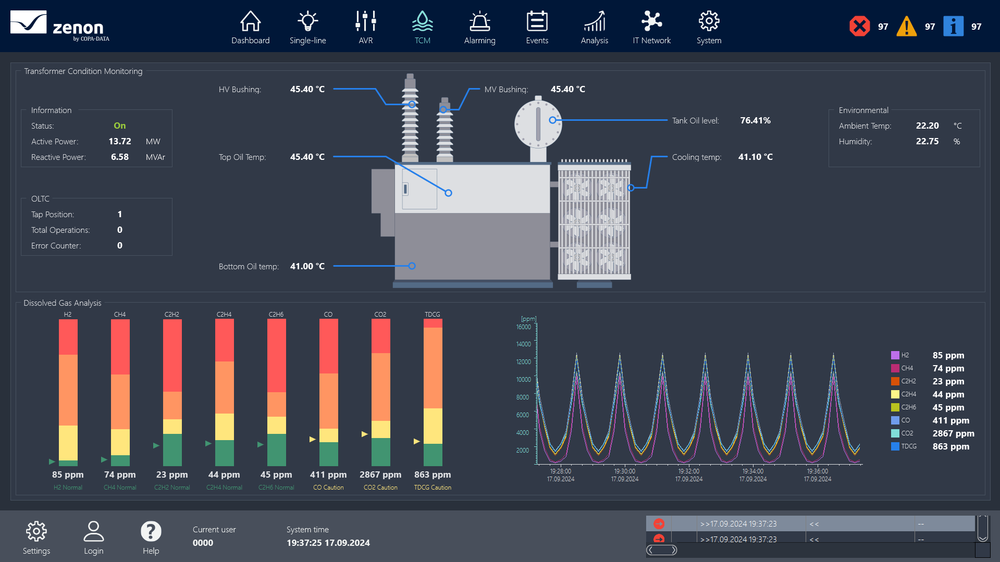 zenon
by COPA-DATA
Dashboard
Single-line
AVR
TCM
Alarming
Events
Analysis
IT Network
System
97
97
97
Transformer Condition Monitoring
HV Bushing: 45.40 °C
MV Bushing: 45.40 °C
Information
Status: On
Active Power: 13.72 MW
Reactive Power: 6.58 MVAr
Tank Oil level: 76.41%
Environmental
Ambient Temp: 22.20 °C
Humidity: 22.75 %
Top Oil Temp: 45.40 °C
Cooling temp: 41.10 °C
OLTC
Tap Position: 1
Total Operations: 0
Error Counter: 0
Bottom Oil temp: 41.00 °C
Dissolved Gas Analysis
H2 CH4 C2H2 C2H4 C2H6 CO CO2 TDCG
85 ppm 74 ppm 23 ppm 44 ppm 45 ppm 411 ppm 2867 ppm 863 ppm
H2 Normal CH4 Normal C2H2 Normal C2H4 Normal C2H6 Normal CO Caution CO2 Caution TDCG Caution
[ppm]
16000
14000
12000
10000
8000
6000
4000
2000
19:28:00 19:30:00 19:32:00 19:34:00 19:36:00
17.09.2024 17.09.2024 17.09.2024 17.09.2024 17.09.2024
H2 85 ppm
CH4 74 ppm
C2H2 23 ppm
C2H4 44 ppm
C2H6 45 ppm
CO 411 ppm
CO2 2867 ppm
TDCG 863 ppm
Settings
Login
Help
Current user
0000
System time
19:37:25 17.09.2024
>>17.09.2024 19:37:23 << --
>>17.09.2024 19:37:23 << --